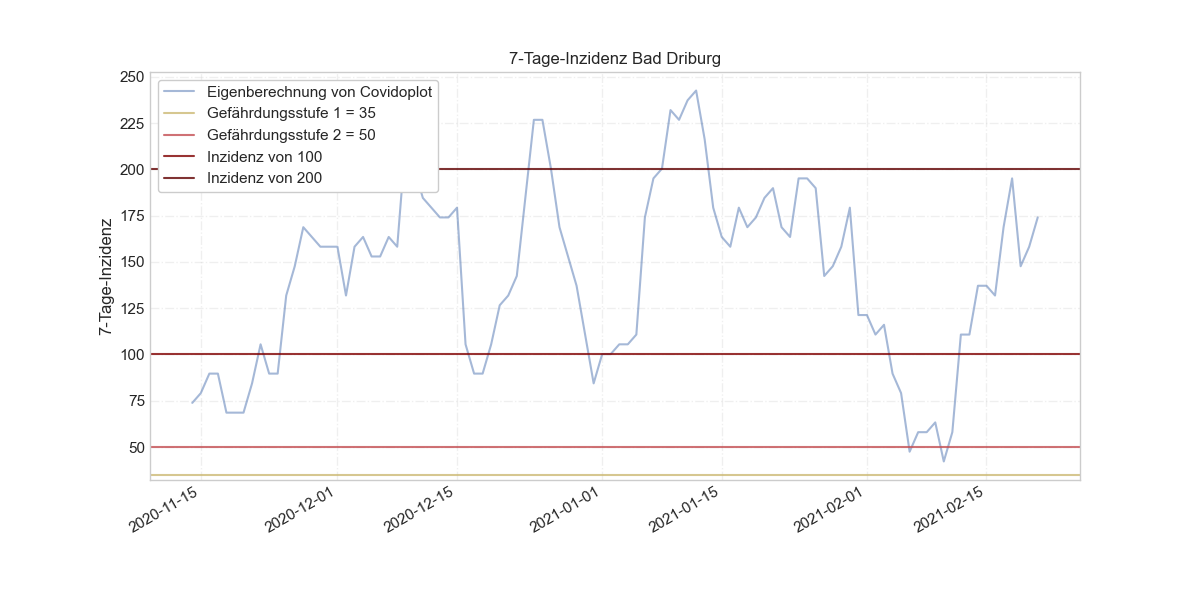 7-Tage-Inzidenz Bad Driburg
7-Tage-Inzidenz
250
225
200
175
150
125
100
75
50
Eigenberechnung von Covidoplot
Gefährdungsstufe 1 = 35
Gefährdungsstufe 2 = 50
Inzidenz von 100
Inzidenz von 200
2020-11-15
2020-12-01
2020-12-15
2021-01-01
2021-01-15
2021-02-01
2021-02-15